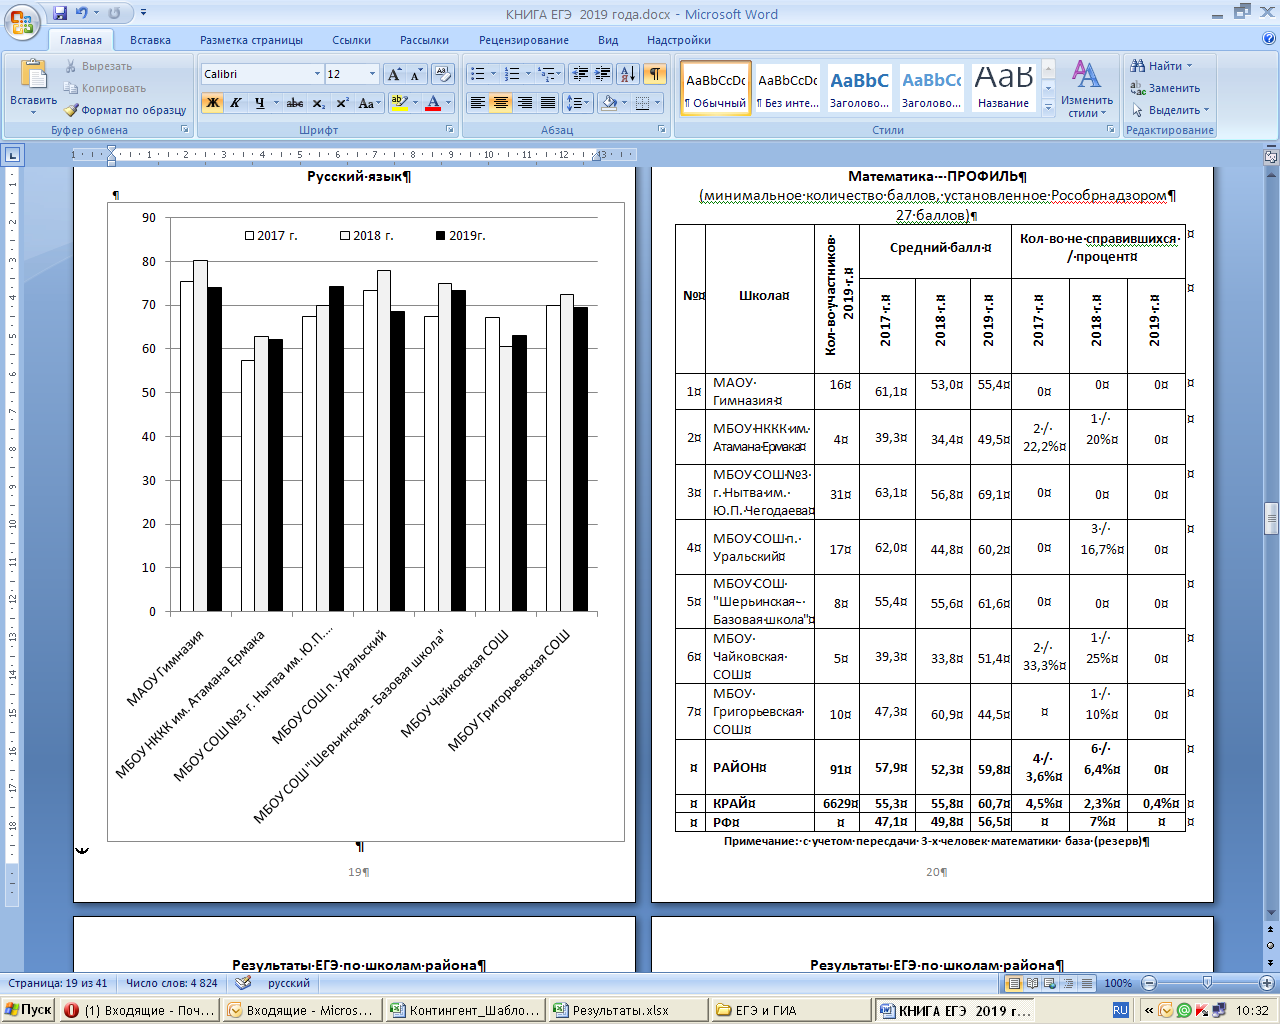 КНИГА ЕГЭ  2019 года.docx - Microsoft Word
Главная Вставка Разметка страницы Ссылки Рассылки Рецензирование Вид Надстройки
Вставить
Вырезать
Копировать
Формат по образцу
Буфер обмена
Calibri 12
Ж К Ч abc x₂ x² Aa
Шрифт
Абзац
AaBbCcDc AaBbCcDc AaBbC AaBbC AaB
¶ Обычный ¶ Без инте... Заголово... Заголово... Название
Изменить стили
Стили
Найти
Заменить
Выделить
Редактирование
Русский·язык¶
¶
2017 г. 2018 г. 2019г.
90
80
70
60
50
40
30
20
10
0
МАОУ Гимназия
МБОУ НККК им. Атамана Ермака
МБОУ СОШ №3 г. Нытва им. Ю.П....
МБОУ СОШ п. Уральский
МБОУ СОШ "Шерьинская - Базовая школа"
МБОУ Чайковская СОШ
МБОУ Григорьевская СОШ
¶
19¶
Математика·-·ПРОФИЛЬ¶
(минимальное·количество·баллов,·установленное·Рособрнадзором¶
27·баллов)¶
№¤ Школа¤ Кол-во·участников· 2019·г.¤ Средний·балл·¤ Кол-во·не·справившихся· /·процент¤
2017·г.¤ 2018·г.¤ 2019·г.¤ 2017·г.¤ 2018·г.¤ 2019·г.¤
1¤ МАОУ· Гимназия¤ 16¤ 61,1¤ 53,0¤ 55,4¤ 0¤ 0¤ 0¤
2¤ МБОУ·НККК·им.· Атамана·Ермака¤ 4¤ 39,3¤ 34,4¤ 49,5¤ 2·/· 22,2%¤ 1·/· 20%¤ 0¤
3¤ МБОУ·СОШ·№3· г.·Нытва·им.· Ю.П.·Чегодаева¤ 31¤ 63,1¤ 56,8¤ 69,1¤ 0¤ 0¤ 0¤
4¤ МБОУ·СОШ·п.· Уральский¤ 17¤ 62,0¤ 44,8¤ 60,2¤ 0¤ 3·/· 16,7%¤ 0¤
5¤ МБОУ·СОШ· "Шерьинская·-· Базовая·школа"¤ 8¤ 55,4¤ 55,6¤ 61,6¤ 0¤ 0¤ 0¤
6¤ МБОУ· Чайковская· СОШ¤ 5¤ 39,3¤ 33,8¤ 51,4¤ 2·/· 33,3%¤ 1·/· 25%¤ 0¤
7¤ МБОУ· Григорьевская· СОШ¤ 10¤ 47,3¤ 60,9¤ 44,5¤ ¤ 1·/· 10%¤ 0¤
¤ РАЙОН¤ 91¤ 57,9¤ 52,3¤ 59,8¤ 4·/· 3,6%¤ 6·/· 6,4%¤ 0¤
¤ КРАЙ¤ 6629¤ 55,3¤ 55,8¤ 60,7¤ 4,5%¤ 2,3%¤ 0,4%¤
¤ РФ¤ ¤ 47,1¤ 49,8¤ 56,5¤ ¤ 7%¤ ¤
Примечание:·с·учетом·пересдачи·3-х·человек·математики··база·(резерв)¶
20¶
Результаты·ЕГЭ·по·школам·района¶
Результаты·ЕГЭ·по·школам·района¶
Страница: 19 из 41 Число слов: 4 824 русский 100%
Пуск (1) Входящие - Поч... Входящие - Micros... Контингент_Шабло... Результаты.xlsx ЕГЭ и ГИА КНИГА ЕГЭ  2019 г... RU 10:32